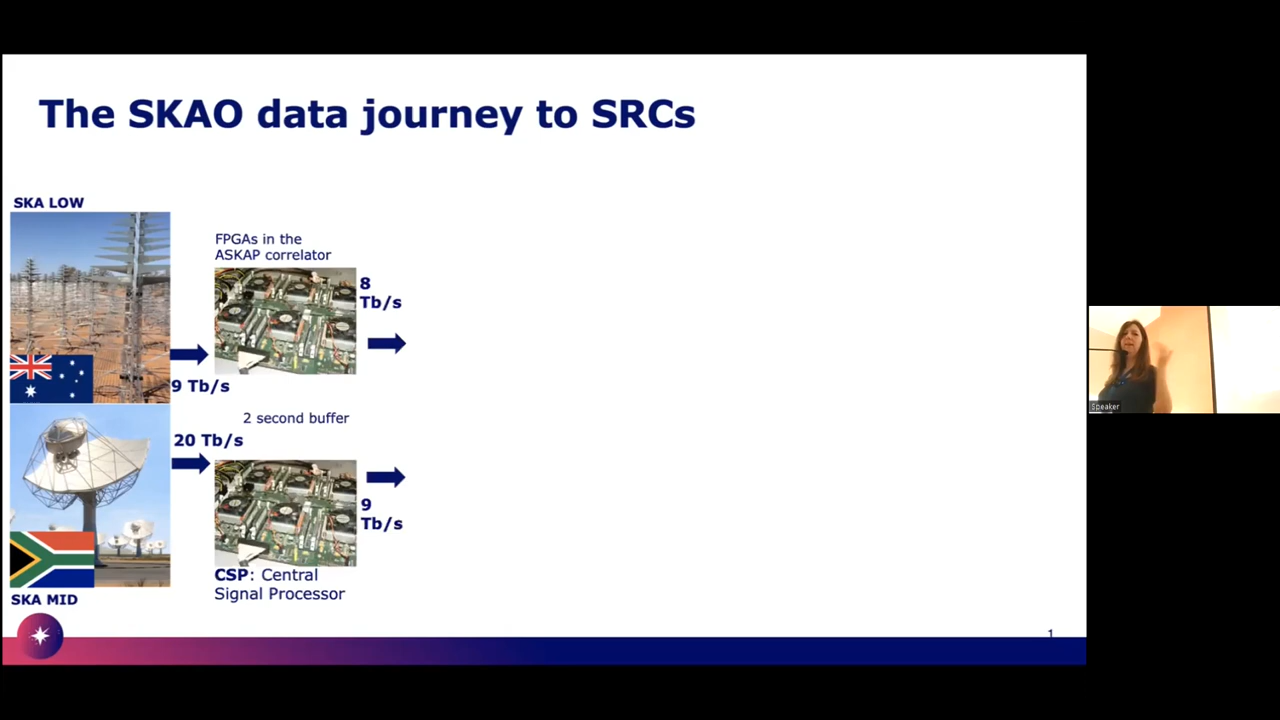 The SKAO data journey to SRCs
SKA LOW
FPGAs in the
ASKAP correlator
8
Tb/s
9 Tb/s
2 second buffer
20 Tb/s
9
Tb/s
CSP: Central
Signal Processor
SKA MID
1
Speaker